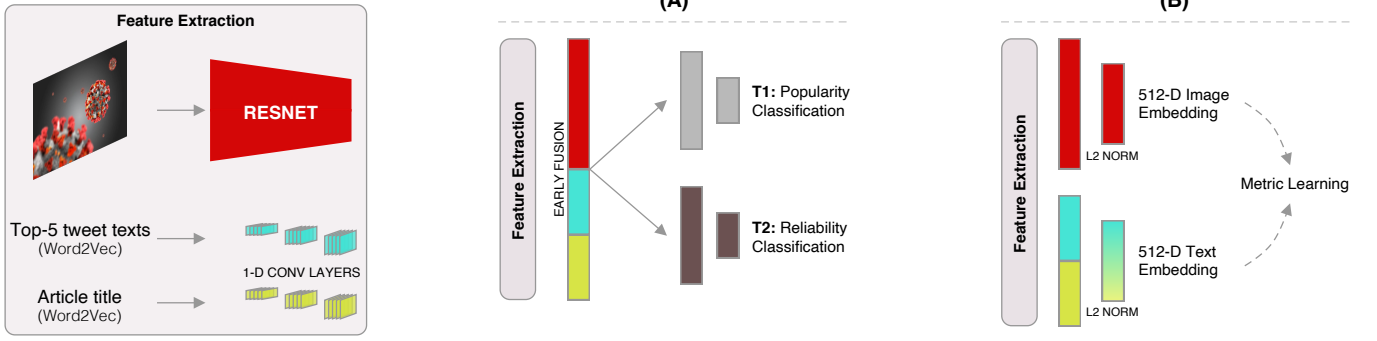 Feature Extraction
RESNET
Top-5 tweet texts
(Word2Vec)
1-D CONV LAYERS
Article title
(Word2Vec)
(A)
Feature Extraction
EARLY FUSION
T1: Popularity
Classification
T2: Reliability
Classification
(B)
Feature Extraction
512-D Image
Embedding
L2 NORM
Metric Learning
512-D Text
Embedding
L2 NORM